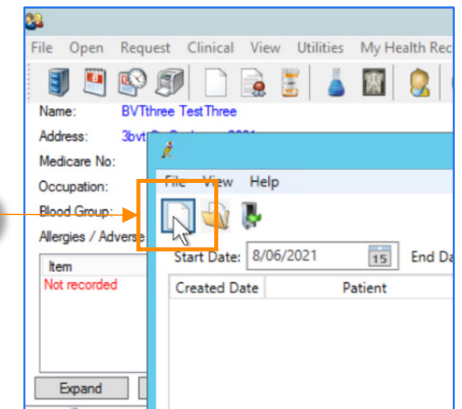 File Open Request Clinical View Utilities My Health Rec
Name: BVTthree TestThree
Address:
Medicare No:
Occupation:
File View Help
Blood Group:
Allergies / Adverse
Start Date: 8/06/2021 15 End Da
Item
Created Date Patient
Not recorded
Expand